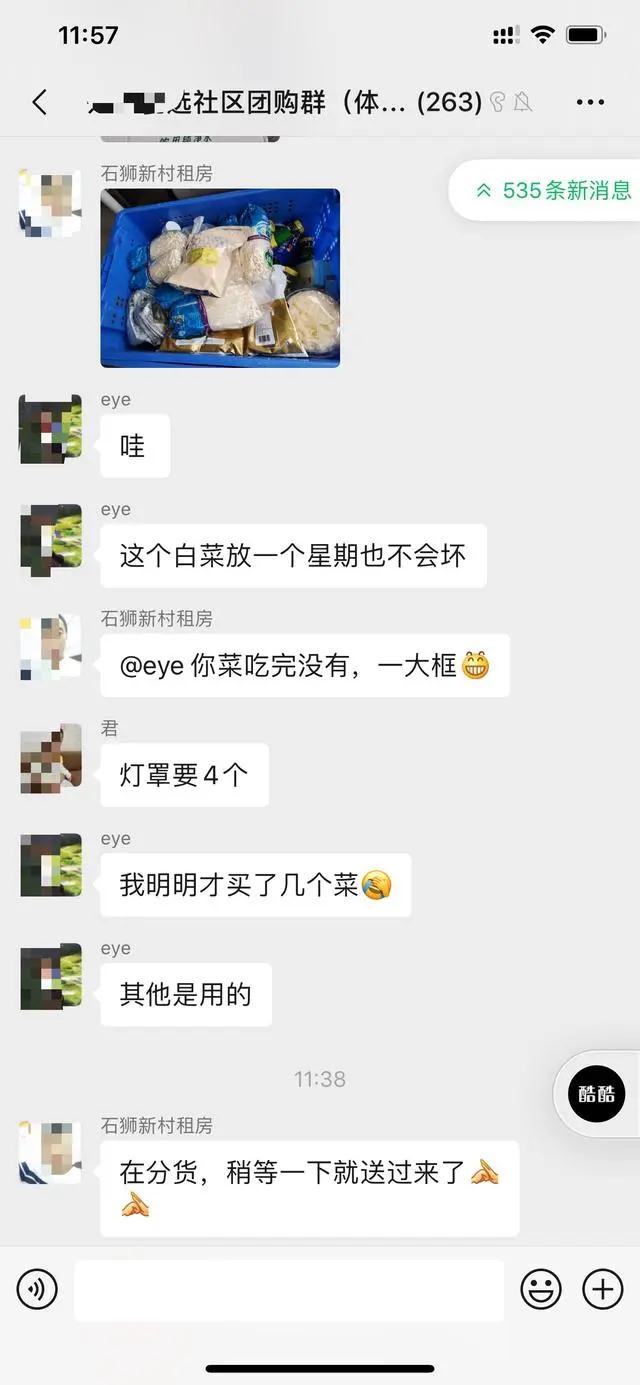 11:57
选社区团购群（体... (263)
535条新消息
石狮新村租房
eye
哇
eye
这个白菜放一个星期也不会坏
石狮新村租房
@eye 你菜吃完没有，一大框😁
君
灯罩要4个
eye
我明明才买了几个菜🤣
eye
其他是用的
11:38
酷酷
石狮新村租房
在分货，稍等一下就送过来了🫰
🫰